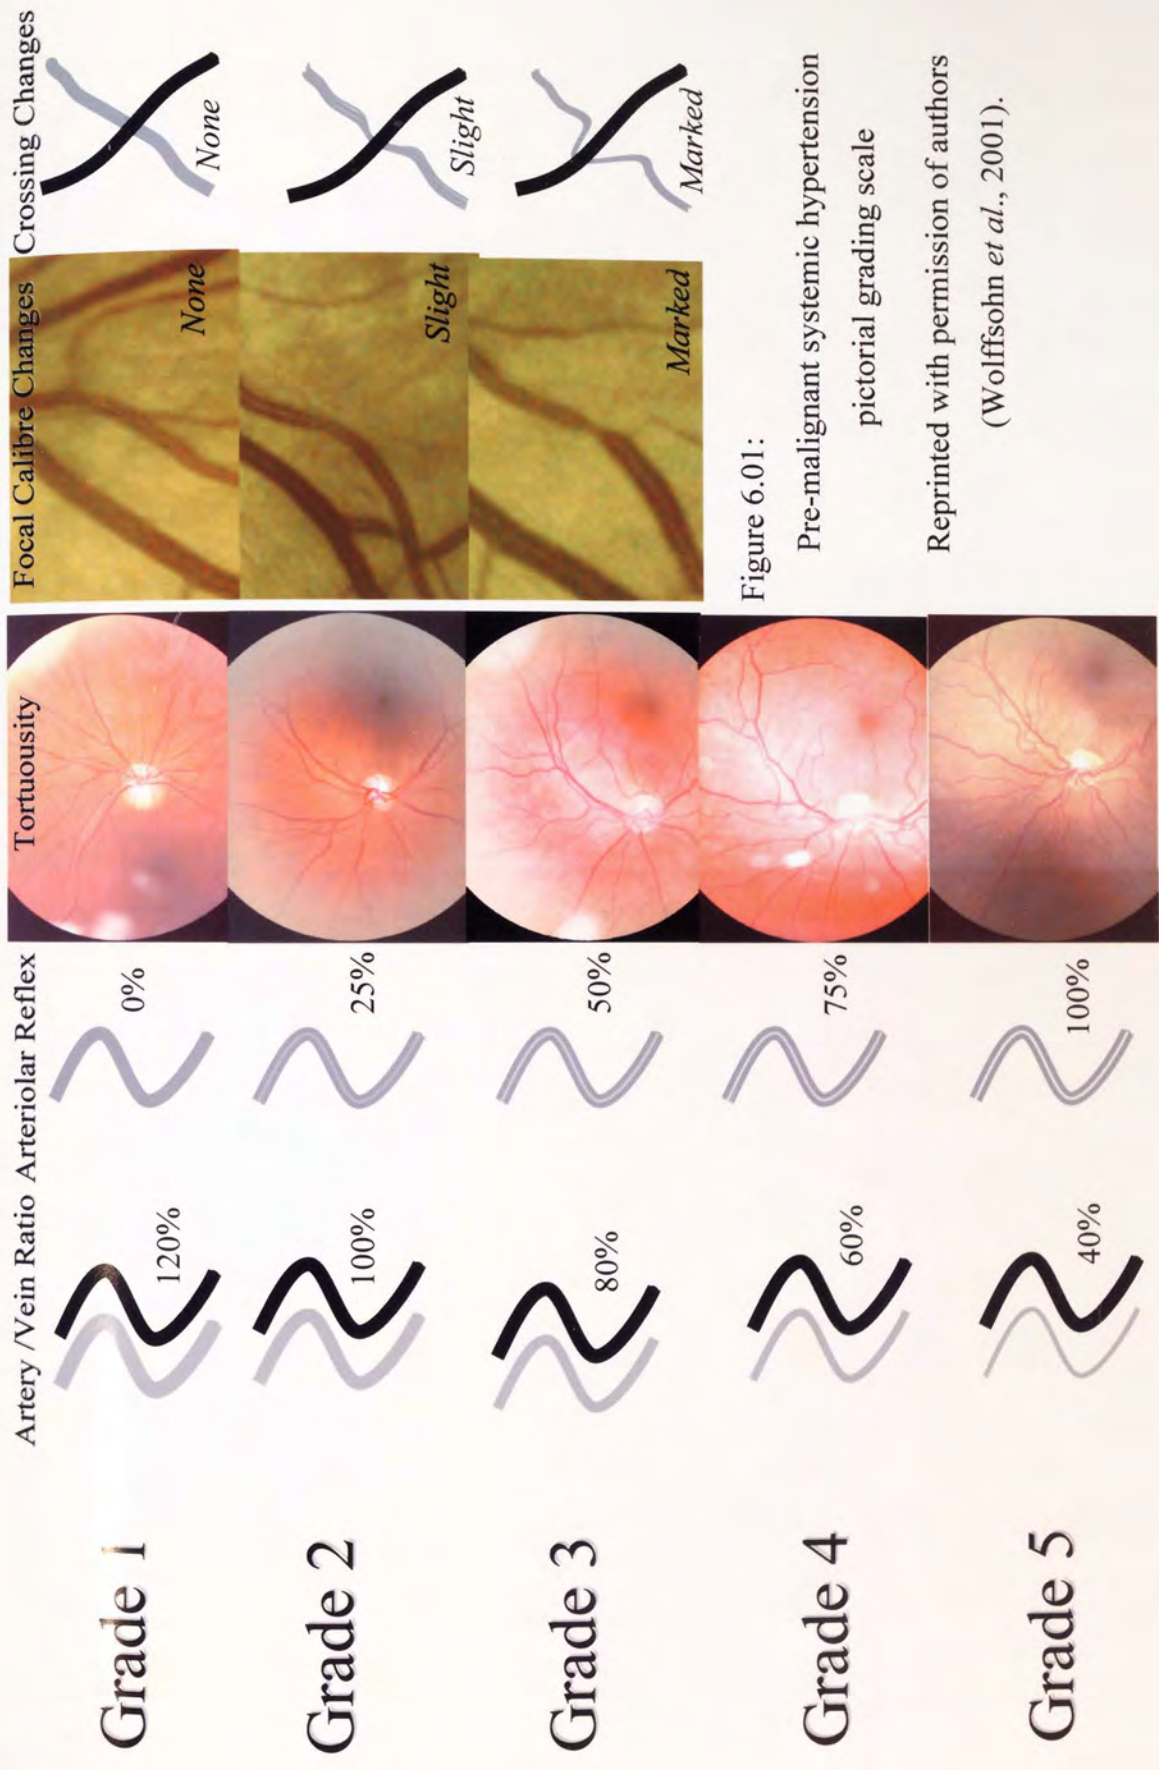 Artery /Vein Ratio Arteriolar Reflex Tortuousity Focal Calibre Changes Crossing Changes
Grade 1 120% 0% None None
Grade 2 100% 25% Slight Slight
Grade 3 80% 50% Marked Marked
Grade 4 60% 75%
Grade 5 40% 100%
Figure 6.01:
Pre-malignant systemic hypertension
pictorial grading scale
Reprinted with permission of authors
(Wolffsohn et al., 2001).